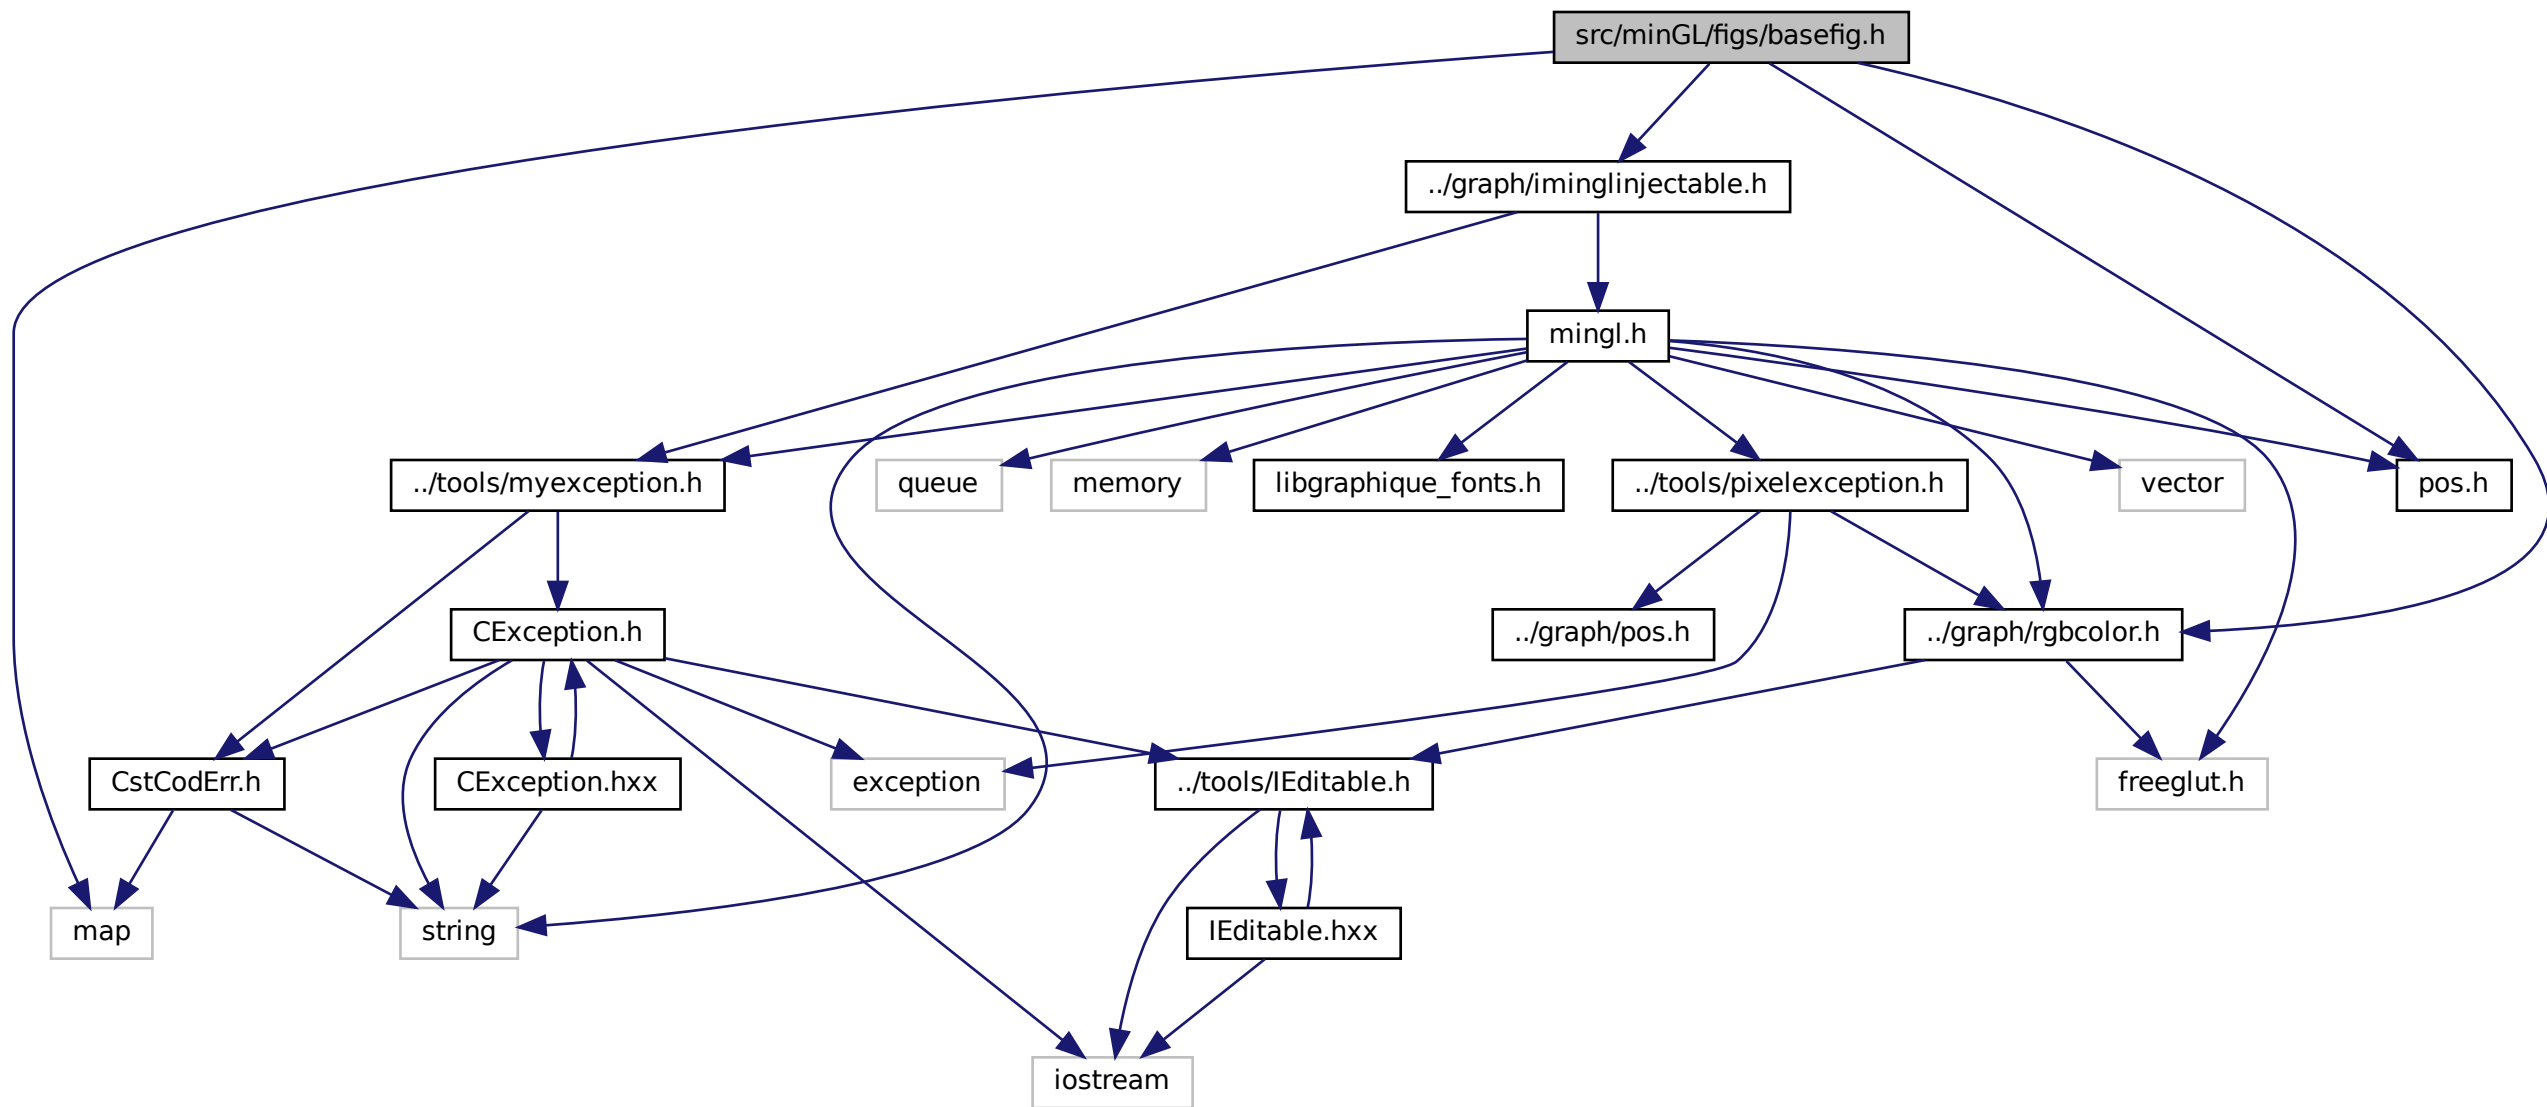 src/minGL/figs/basefig.h
../graph/iminglinjectable.h
mingl.h
../tools/myexception.h
queue
memory
libgraphique_fonts.h
../tools/pixelexception.h
vector
pos.h
CException.h
../graph/pos.h
../graph/rgbcolor.h
CstCodErr.h
CException.hxx
exception
../tools/IEditable.h
freeglut.h
map
string
IEditable.hxx
iostream